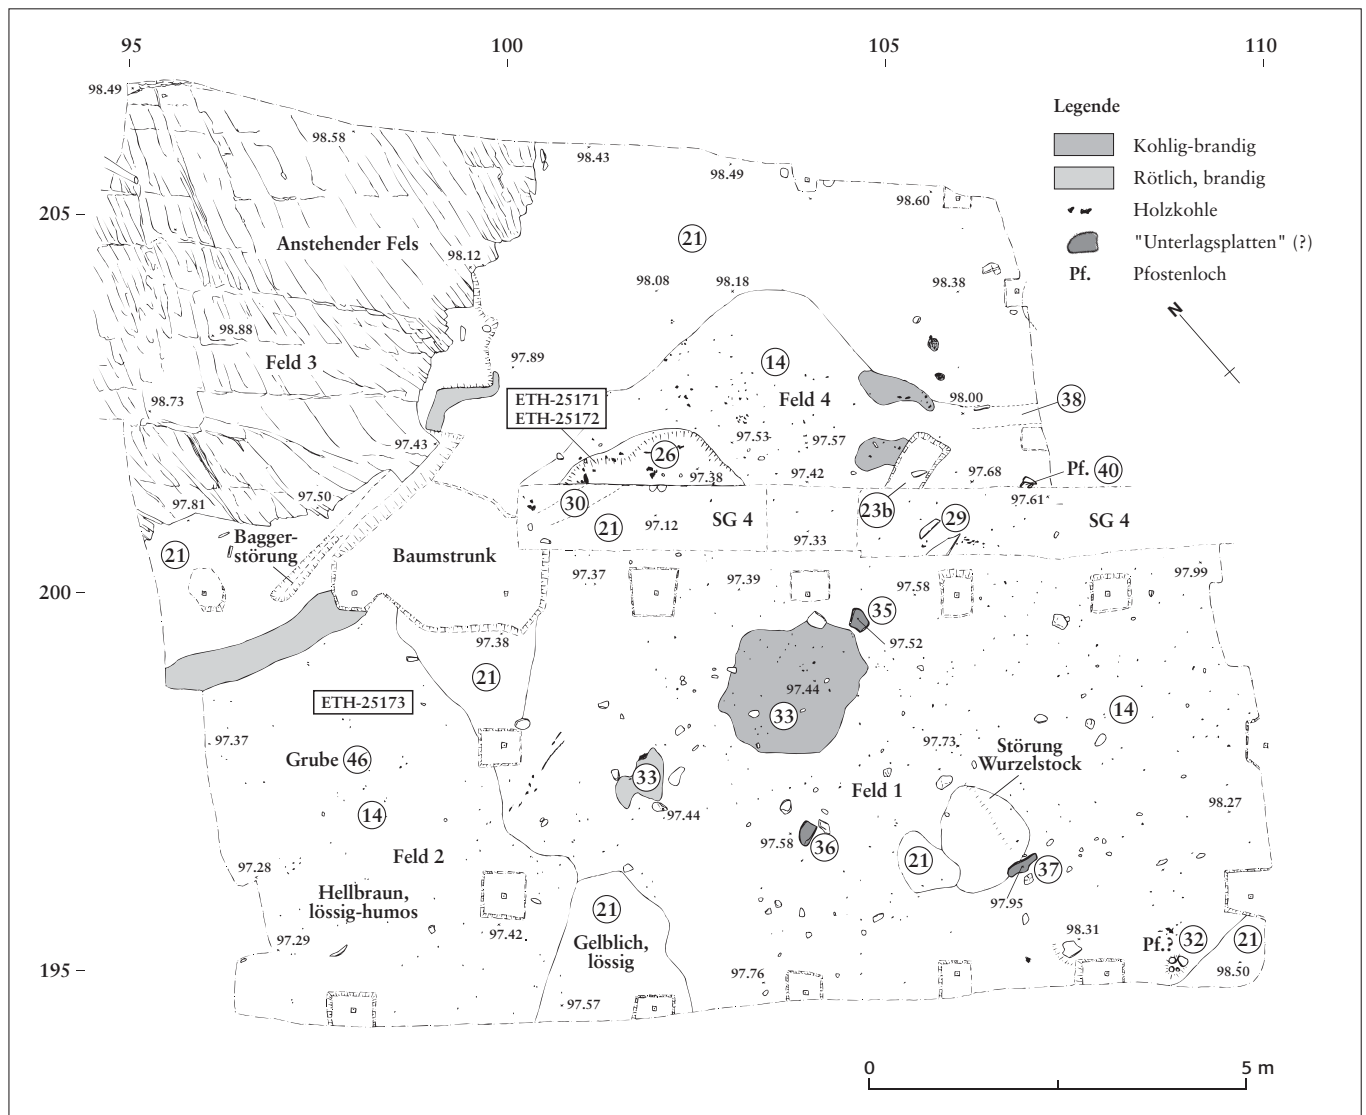 95 100 105 110
98.49
98.58
98.43
98.49
98.60
Legende
Kohlig-brandig
Rötlich, brandig
Holzkohle
"Unterlagsplatten" (?)
Pf. Pfostenloch
N
205
Anstehender Fels
98.12
21
98.08 98.18 98.38
98.88
Feld 3
97.89
14
98.73
ETH-25171
ETH-25172
Feld 4
98.00
38
97.43
26
97.53 97.57
97.38 97.42 97.68
Pf. 40
97.81 97.50
30
23b
97.61
21
Bagger-
störung
Baumstrunk
21
97.12
SG 4
97.33
29
SG 4
200
97.37 97.39 97.58 97.99
35
97.52
97.38
21
97.44
33
ETH-25173
14
97.37
Grube 46
97.73
Störung
Wurzelstock
33
97.44
Feld 1
98.27
14
97.58
36
21
37
97.95
Feld 2
97.28
Hellbraun,
lössig-humos
21
Gelblich,
lössig
97.29
97.42
98.31
Pf.?
32
21
98.50
195
97.76
97.57
0 5 m